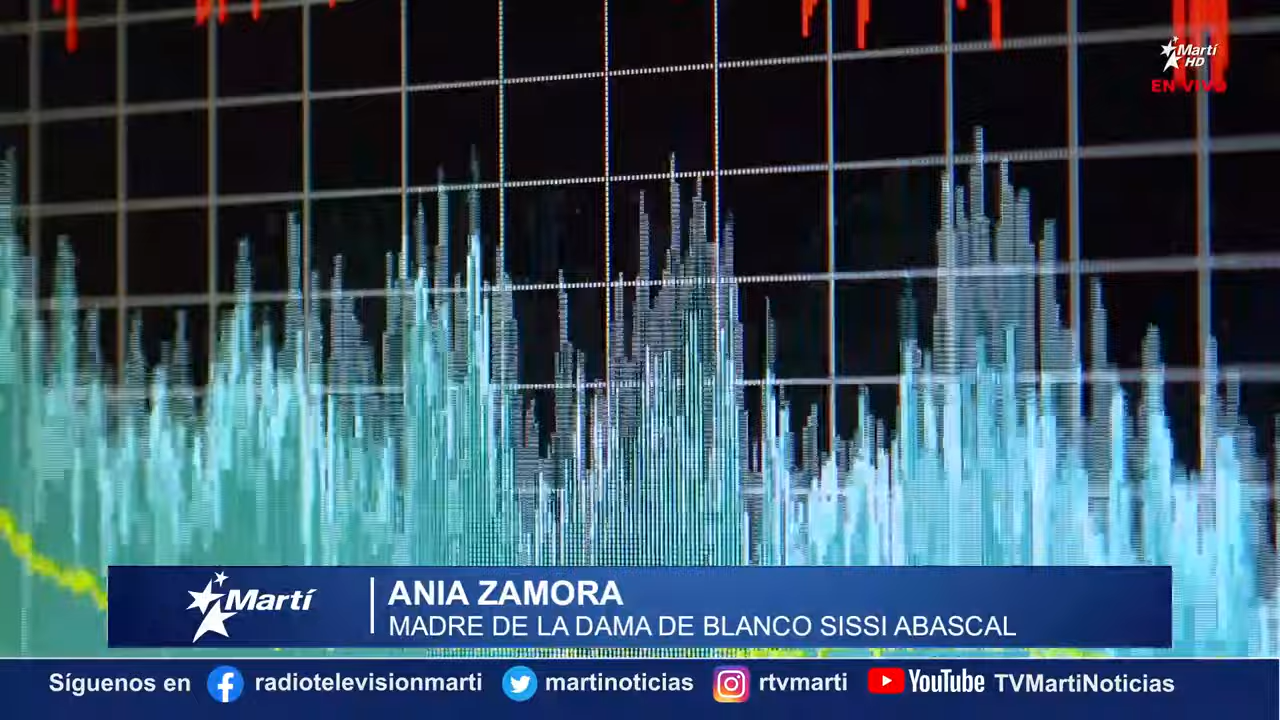 Martí
HD
EN VIVO
Martí
ANIA ZAMORA
MADRE DE LA DAMA DE BLANCO SISSI ABASCAL
Síguenos en radiotelevisionmarti martinoticias rtvmarti YouTube TVMartiNoticias